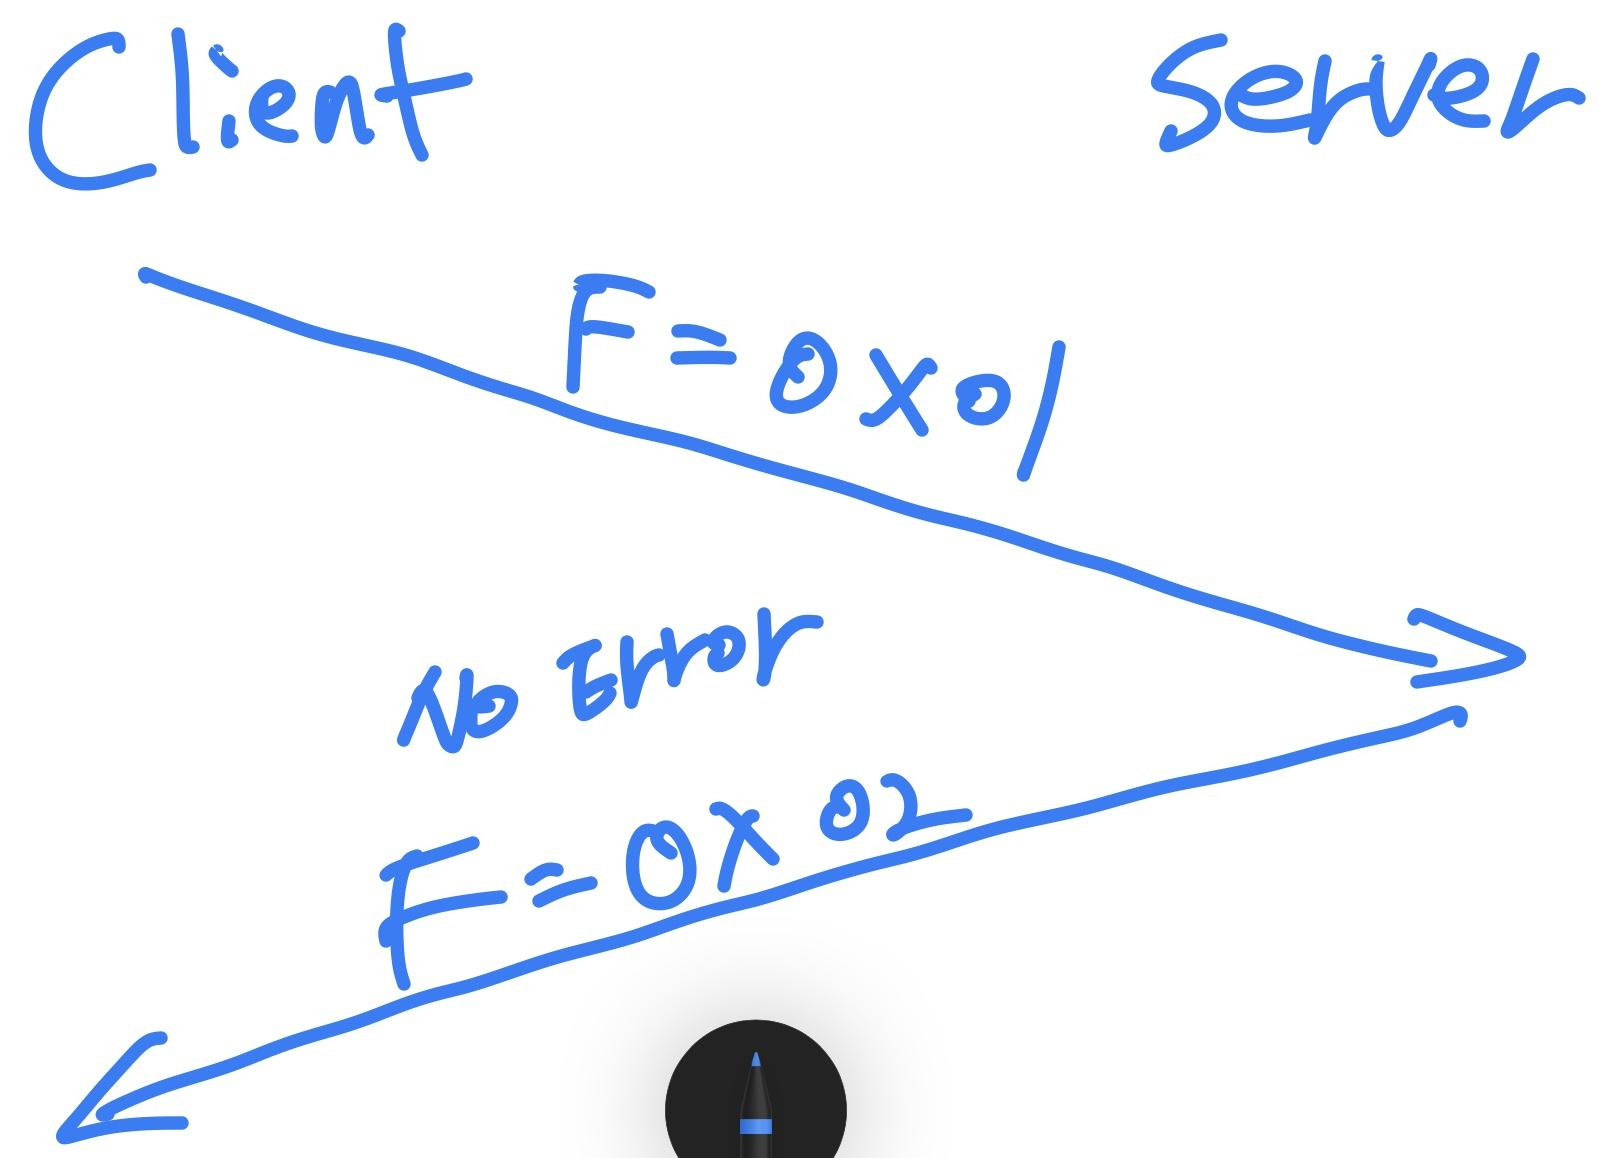 Client
Server
F = 0x01
No Error
F = 0x02